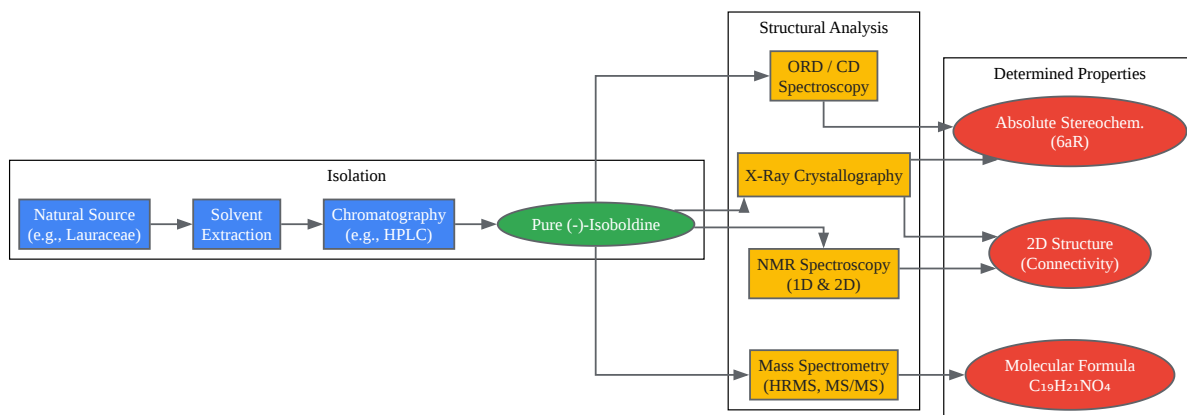 Isolation
Natural Source
(e.g., Lauraceae)
Solvent
Extraction
Chromatography
(e.g., HPLC)
Pure (-)-Isoboldine
Structural Analysis
ORD / CD
Spectroscopy
X-Ray Crystallography
NMR Spectroscopy
(1D & 2D)
Mass Spectrometry
(HRMS, MS/MS)
Determined Properties
Absolute Stereochem.
(6aR)
2D Structure
(Connectivity)
Molecular Formula
C₁₉H₂₁NO₄